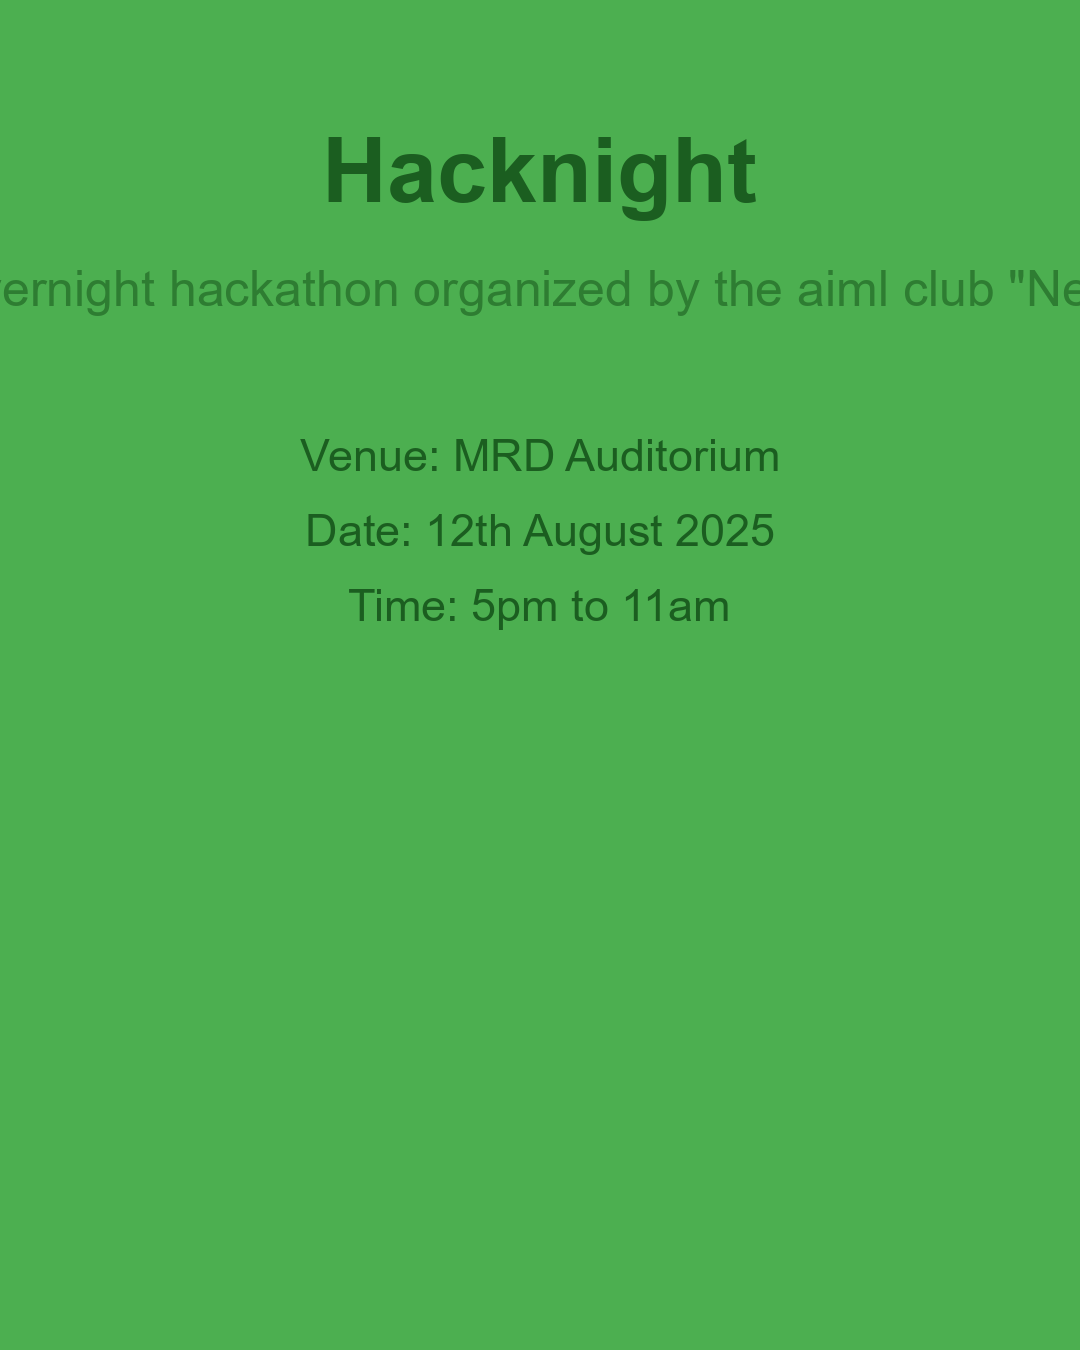 Hacknight
hackathon organized by the aiml club
Venue: MRD Auditorium
Date: 12th August 2025
Time: 5pm to 11am